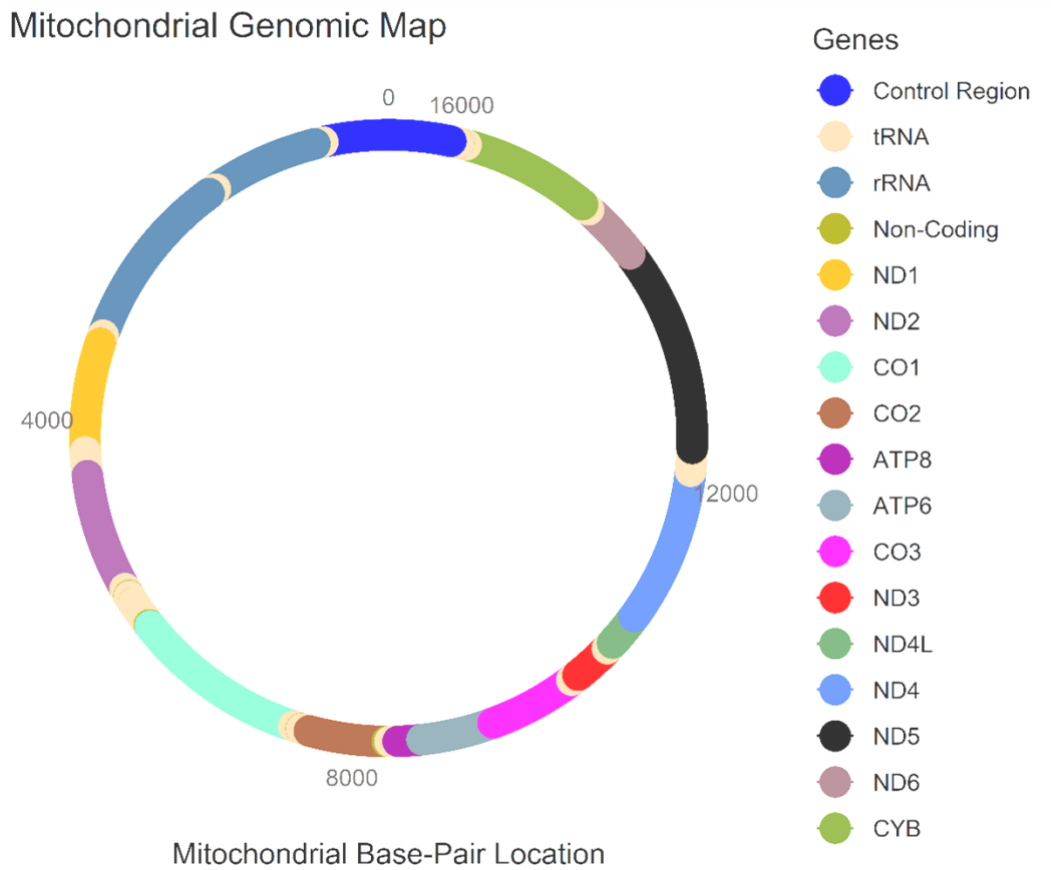 Mitochondrial Genomic Map
Genes
0
16000
Control Region
tRNA
rRNA
Non-Coding
ND1
ND2
CO1
4000
CO2
ATP8
12000
ATP6
CO3
ND3
ND4L
ND4
ND5
8000
ND6
CYB
Mitochondrial Base-Pair Location